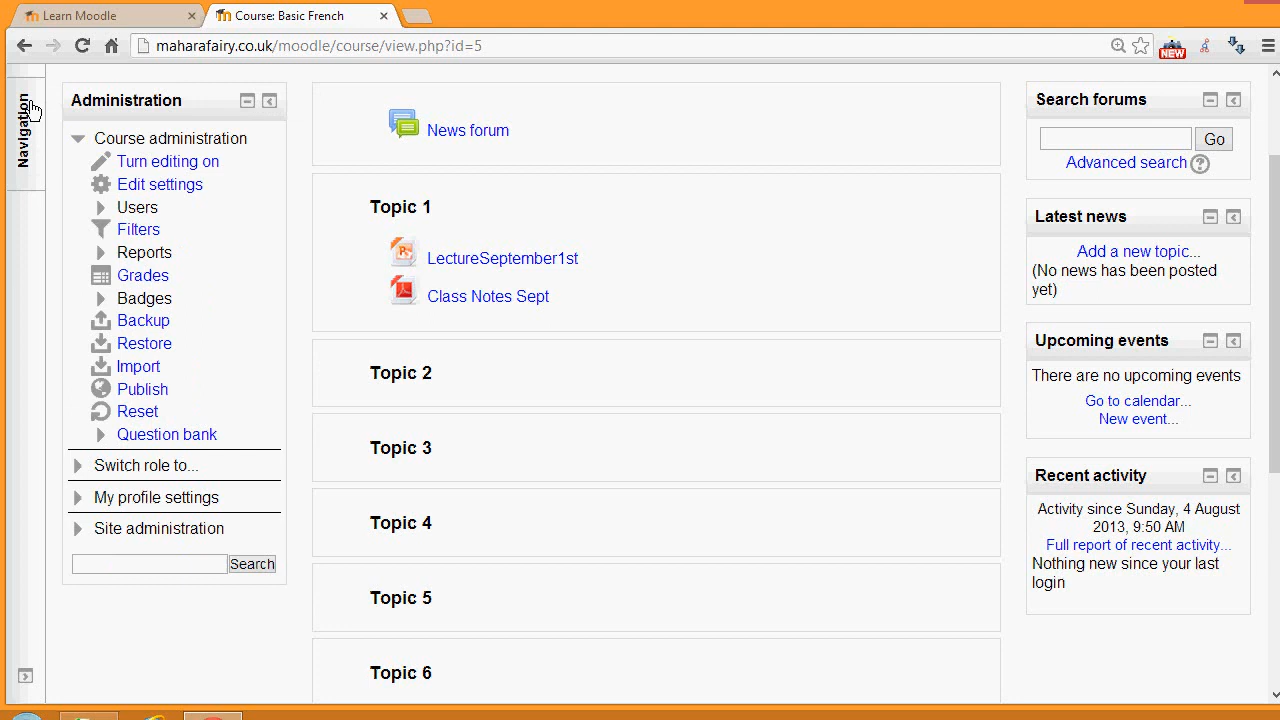 Learn Moodle
Course: Basic French
maharafairy.co.uk/moodle/course/view.php?id=5
NEW
Navigation
Administration
Course administration
Turn editing on
Edit settings
Users
Filters
Reports
Grades
Badges
Backup
Restore
Import
Publish
Reset
Question bank
Switch role to...
My profile settings
Site administration
Search
News forum
Topic 1
LectureSeptember1st
Class Notes Sept
Topic 2
Topic 3
Topic 4
Topic 5
Topic 6
Search forums
Go
Advanced search ?
Latest news
Add a new topic...
(No news has been posted
yet)
Upcoming events
There are no upcoming events
Go to calendar...
New event...
Recent activity
Activity since Sunday, 4 August
2013, 9:50 AM
Full report of recent activity...
Nothing new since your last
login